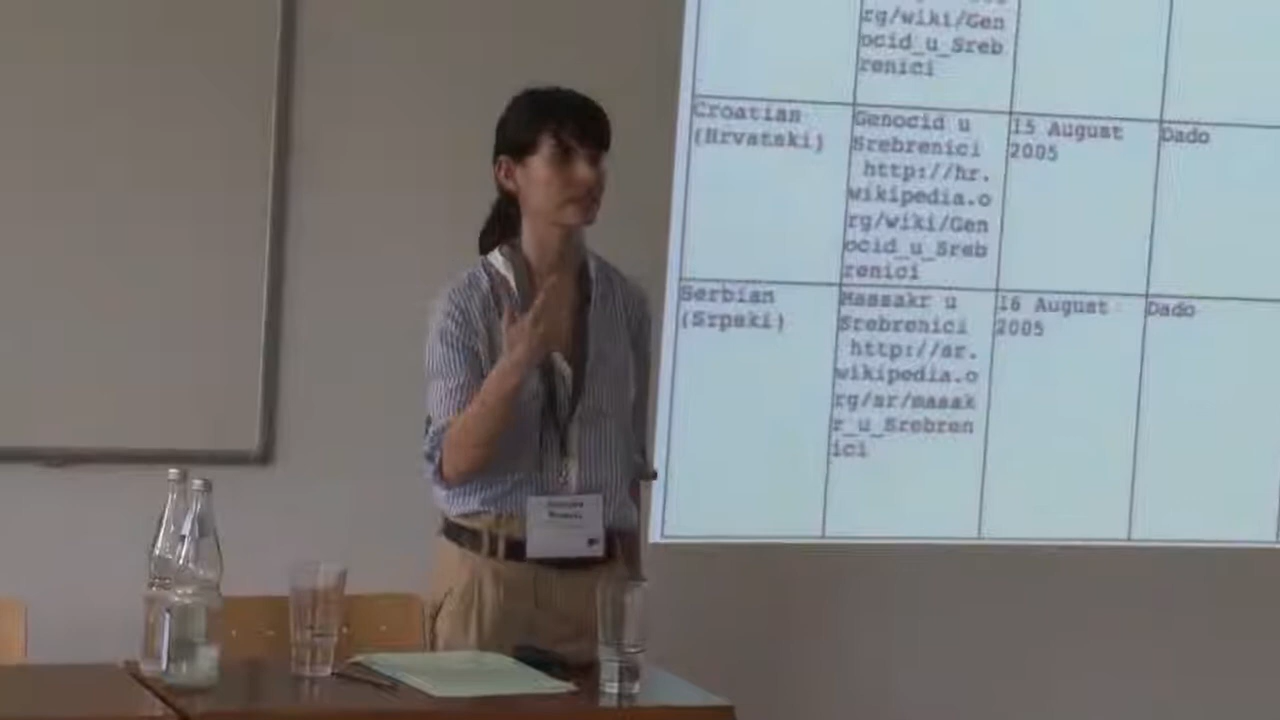 rg/wiki/Gen
ocid_u_Sreb
renici
Croatian
(Hrvatski)
Genocid u
Srebrenici
http://hr.
wikipedia.o
rg/wiki/Gen
ocid_u_Sreb
renici
15 August
2005
Dado
Serbian
(Srpski)
Massakr u
Srebrenici
http://sr.
wikipedia.o
rg/sr/masak
r_u_Srebren
ici
16 August
2005
Dado